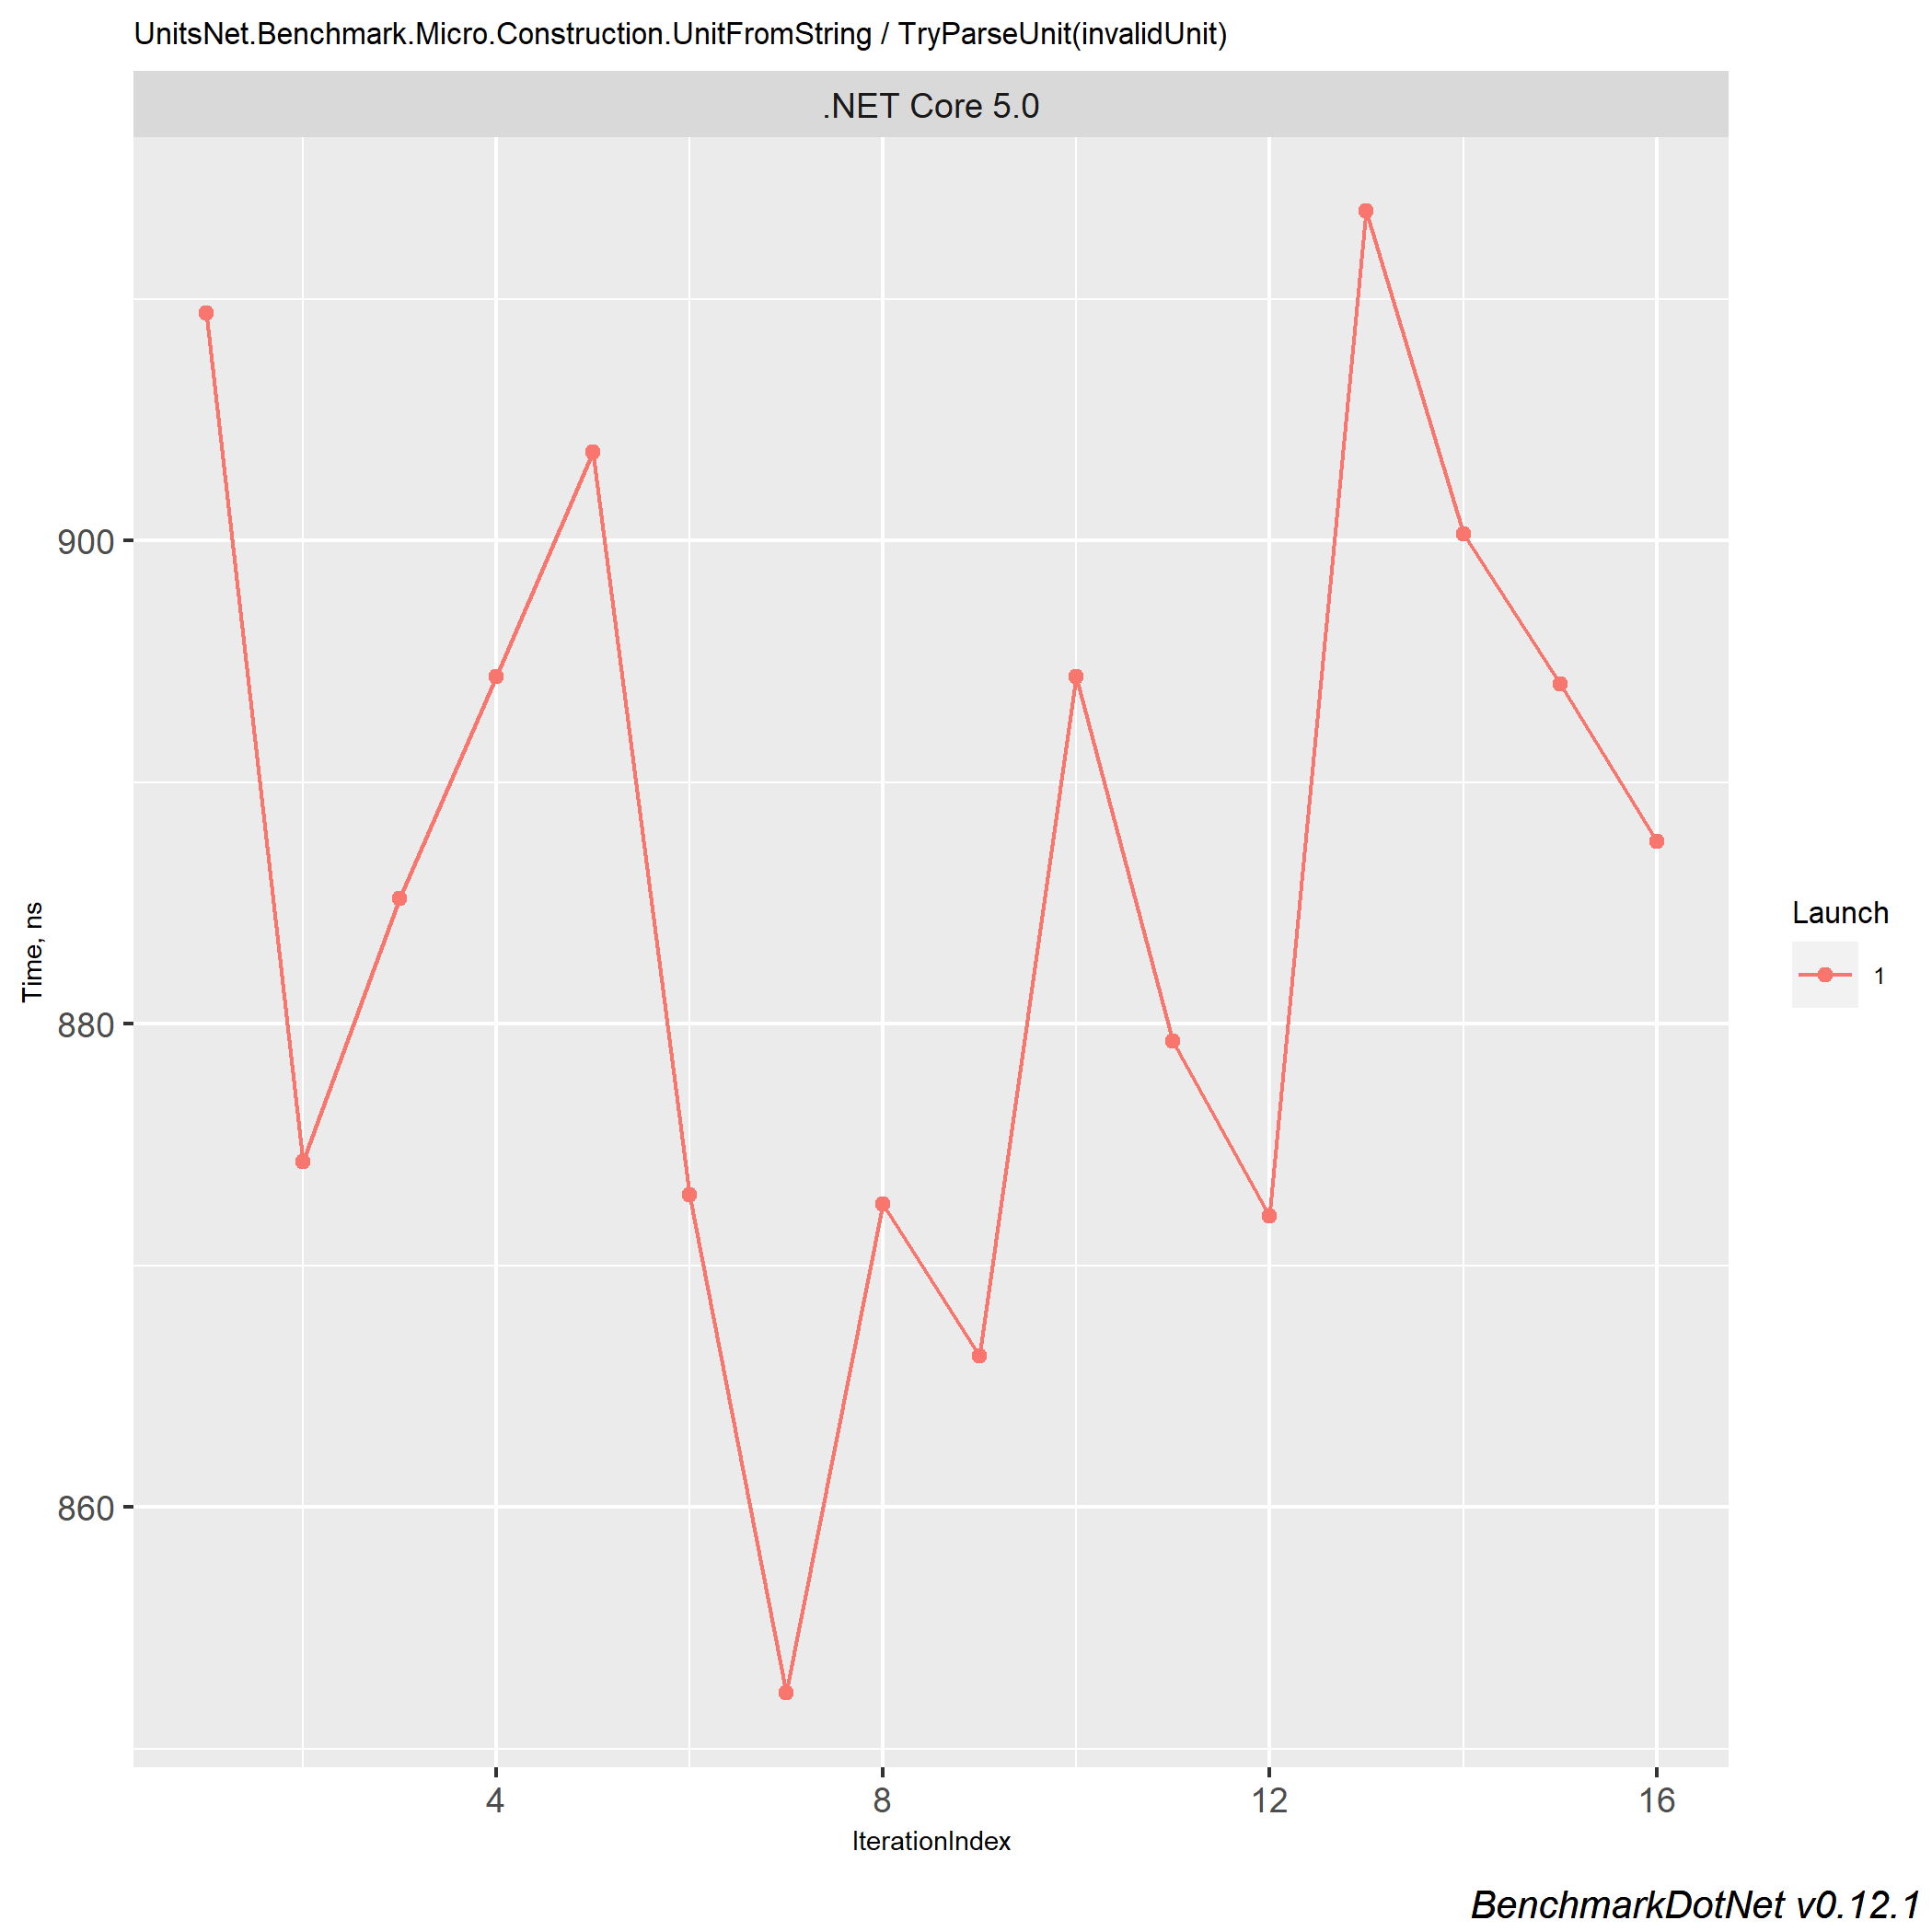 UnitsNet.Benchmark.Micro.Construction.UnitFromString / TryParseUnit(invalidUnit)
.NET Core 5.0
900
880
860
Time, ns
4 8 12 16
IterationIndex
Launch
1
BenchmarkDotNet v0.12.1